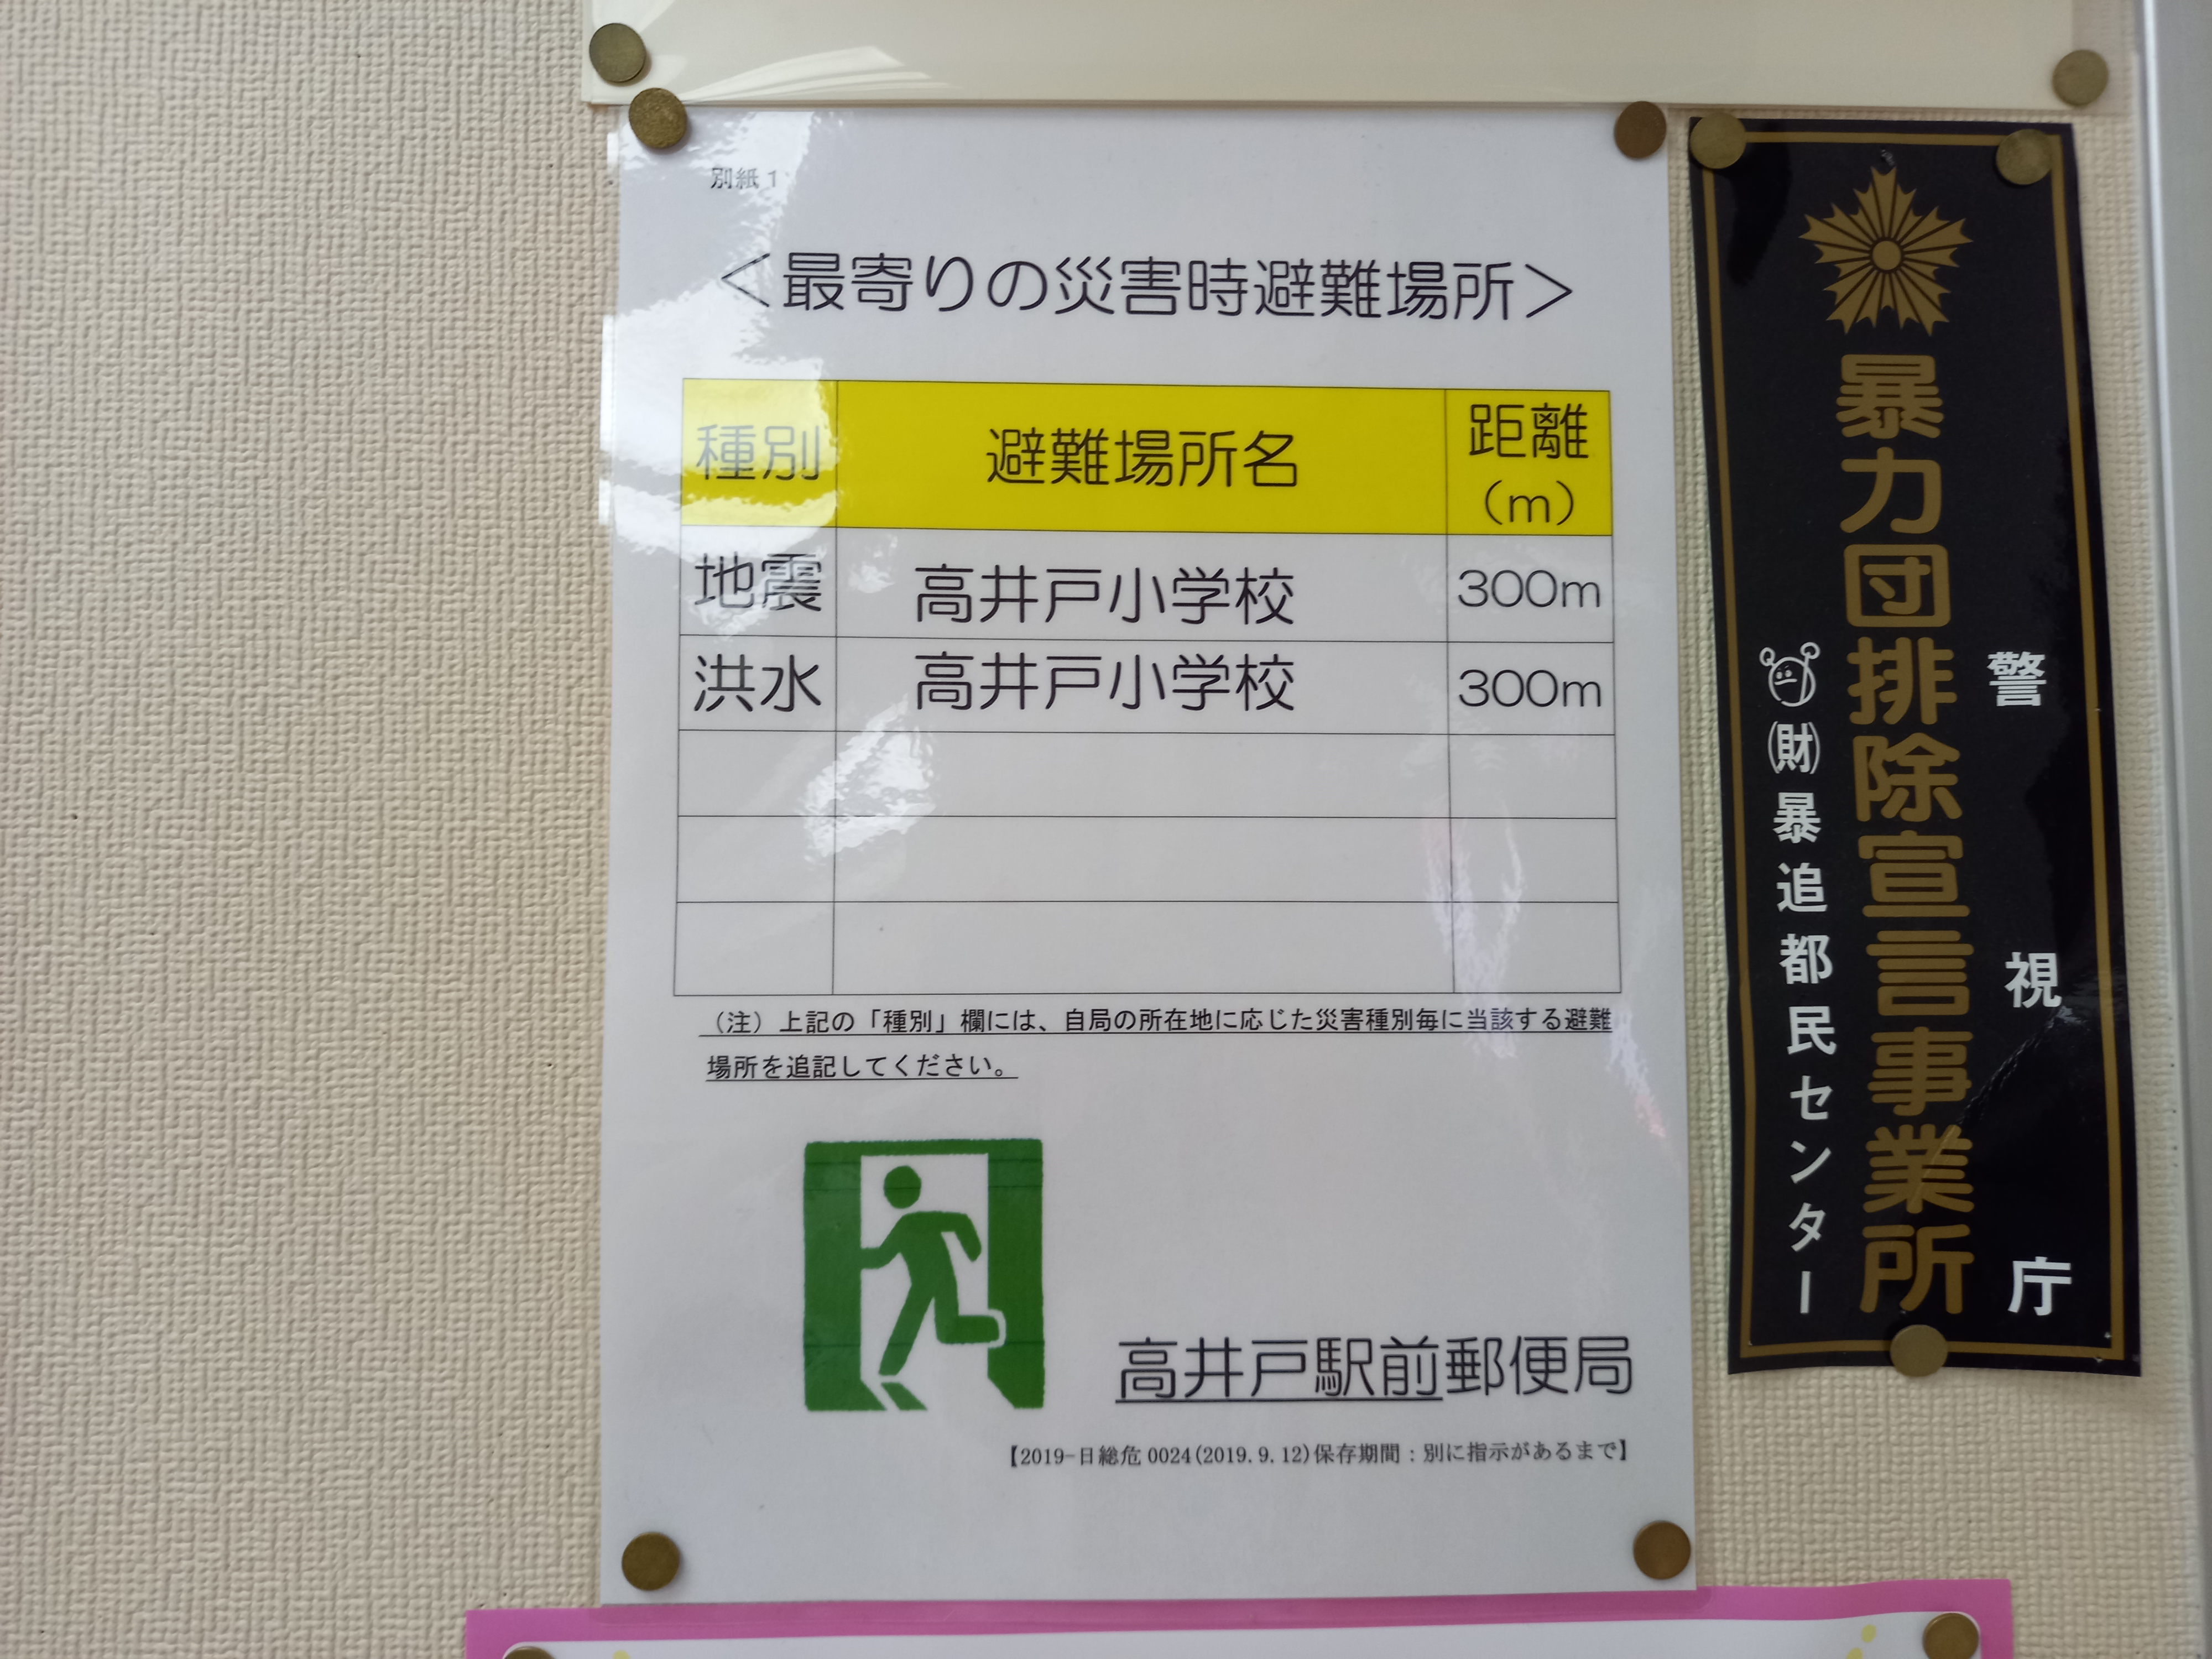 別紙1
＜最寄りの災害時避難場所＞
種別 避難場所名 距離（m）
地震 高井戸小学校 300m
洪水 高井戸小学校 300m
（注）上記の「種別」欄には、自局の所在地に応じた災害種別毎に当該する避難
場所を追記してください。
高井戸駅前郵便局
【2019-日総危0024(2019.9.12)保存期間：別に指示があるまで】
警視庁
暴力団排除宣言事業所
(財)暴追都民センター